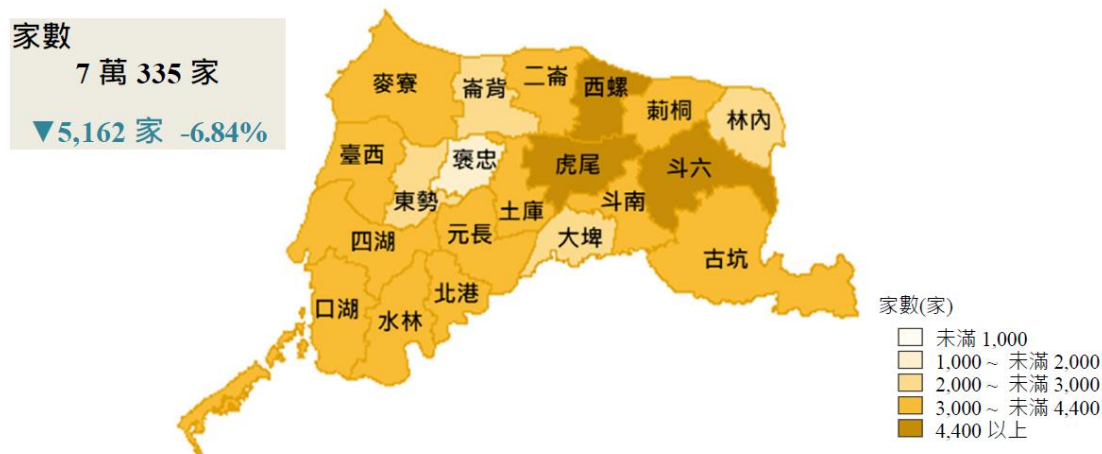 家數
7 萬 335 家
▼5,162 家 -6.84%
麥寮
崙背
二崙
西螺
莿桐
林內
臺西
褒忠
虎尾
斗六
東勢
土庫
斗南
四湖
元長
大埤
古坑
口湖
水林
北港
家數(家)
未滿 1,000
1,000 ~ 未滿 2,000
2,000 ~ 未滿 3,000
3,000 ~ 未滿 4,400
4,400 以上